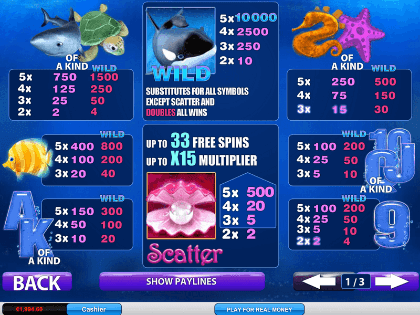 OF
A KIND
WILD
5x 750 1500
4x 125 250
3x 25 50
2x 2 4
WILD
5x 10000
4x 2500
3x 250
2x 10
SUBSTITUTES FOR ALL SYMBOLS
EXCEPT SCATTER AND
DOUBLES ALL WINS
OF
A KIND
WILD
5x 250 500
4x 75 150
3x 15 30
WILD
5x 400 800
4x 100 200
3x 20 40
UP TO 33 FREE SPINS
UP TO X15 MULTIPLIER
5x 500
4x 20
3x 5
2x 2
Scatter
WILD
5x 100 200
4x 25 50
3x 5 10
10
J
OF
A KIND
A
K
OF
A KIND
WILD
5x 150 300
4x 50 100
3x 10 20
WILD
5x 100 200
4x 25 50
3x 5 10
2x 2 4
9
BACK
SHOW PAYLINES
1/3
Cashier
PLAY FOR REAL MONEY